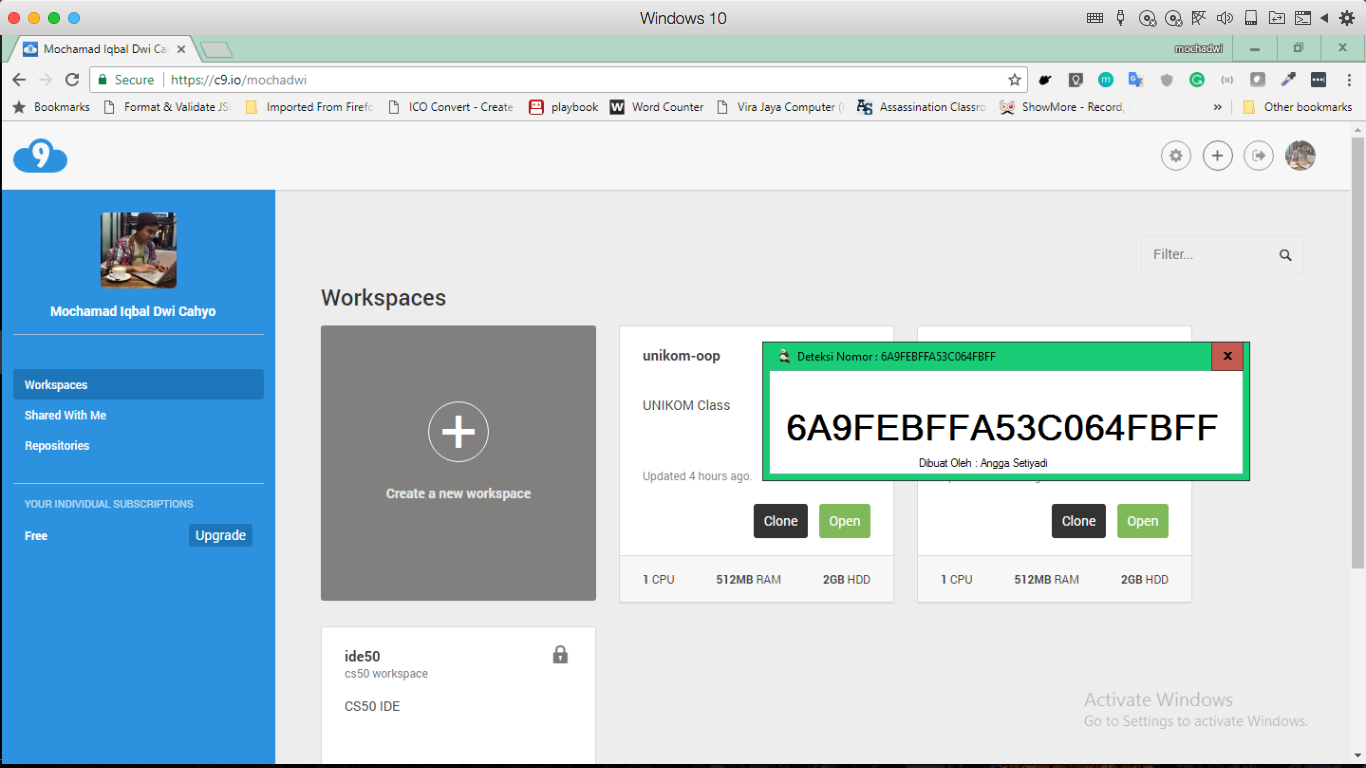 Windows 10
Mochamad Iqbal Dwi Ca
mochadwi
Secure
https://c9.io/mochadwi
Bookmarks
Format & Validate JS
Imported From Firefo
ICO Convert - Create
playbook
Word Counter
Vira Jaya Computer (
Assassination Classro
ShowMore - Record,
»
Other bookmarks
9
Filter...
Mochamad Iqbal Dwi Cahyo
Workspaces
Shared With Me
Repositories
YOUR INDIVIDUAL SUBSCRIPTIONS
Free
Upgrade
Workspaces
Create a new workspace
unikom-oop
UNIKOM Class
Updated 4 hours ago.
Clone
Open
1 CPU
512MB RAM
2GB HDD
Deteksi Nomor : 6A9FEBFFA53C064FBFF
6A9FEBFFA53C064FBFF
Dibuat Oleh : Angga Setiyadi
Clone
Open
1 CPU
512MB RAM
2GB HDD
ide50
cs50 workspace
CS50 IDE
Activate Windows
Go to Settings to activate Windows.